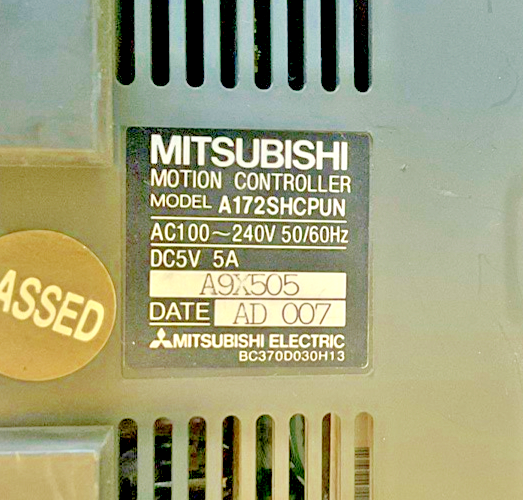 MITSUBISHI
MOTION CONTROLLER
MODEL A172SHCPUN
AC100~240V 50/60Hz
DC5V 5A
A9X505
DATE AD 007
MITSUBISHI ELECTRIC
BC370D030H13
ASSED